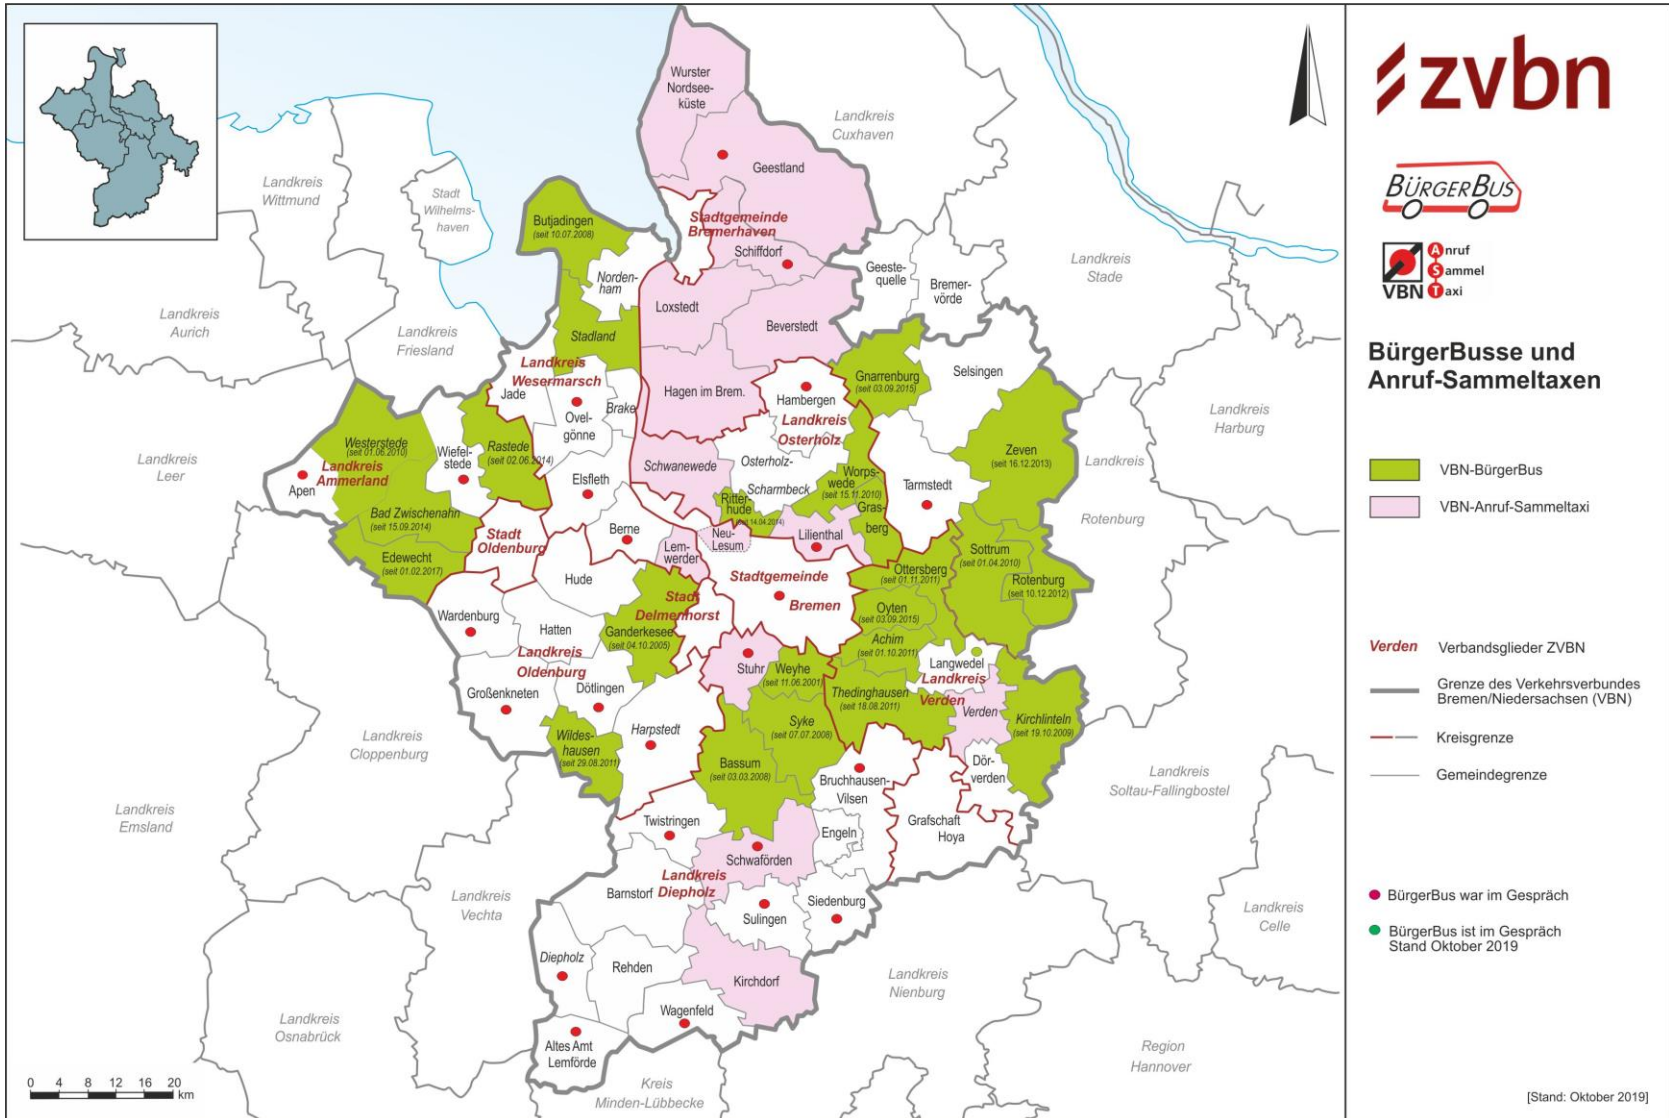 Wurster
Nordsee-
küste
Landkreis
Cuxhaven
Geestland
Landkreis
Wittmund
Stadt
Wilhelms-
haven
Butjadingen
(seit 10.07.2008)
Stadtgemeinde
Bremerhaven
Schiffdorf
Norden-
ham
Geeste-
quelle
Bremer-
vörde
Landkreis
Stade
Landkreis
Aurich
Landkreis
Friesland
Loxstedt
Beverstedt
Stadland
Landkreis
Wesermarsch
Jade
Ovel-
gönne
Brake
Hagen im Brem.
Hambergen
Landkreis
Osterholz
Gnarrenburg
(seit 03.09.2015)
Selsingen
Landkreis
Harburg
Landkreis
Leer
Westerstede
(seit 01.06.2010)
Landkreis
Ammerland
Apen
Wiefel-
stede
Rastede
(seit 02.06.2014)
Elsfleth
Schwanewede
Osterholz-
Scharmbeck
Worps-
wede
(seit 15.11.2010)
Gras-
berg
Tarmstedt
Zeven
(seit 16.12.2013)
Landkreis
Rotenburg
Bad Zwischenahn
(seit 15.09.2014)
Edewecht
(seit 01.02.2017)
Stadt
Oldenburg
Berne
Ritter-
hude
(seit 14.04.2014)
Neu-
Lesum
Lem-
werder
Lilienthal
Hude
Stadtgemeinde
Bremen
Ottersberg
(seit 01.11.2011)
Sottrum
(seit 01.04.2010)
Rotenburg
(seit 10.12.2012)
Wardenburg
Hatten
Landkreis
Oldenburg
Ganderkesee
(seit 04.10.2005)
Stadt
Delmenhorst
Oyten
(seit 03.09.2015)
Achim
(seit 01.10.2011)
Langwedel
Landkreis
Verden
Stuhr
Weyhe
(seit 11.06.2001)
Thedinghausen
(seit 18.08.2011)
Verden
Kirchlinteln
(seit 19.10.2009)
Großenkneten
Dötlingen
Wildes-
hausen
(seit 29.08.2011)
Harpstedt
Syke
(seit 07.07.2008)
Bassum
(seit 03.03.2008)
Bruchhausen-
Vilsen
Dör-
verden
Landkreis
Cloppenburg
Landkreis
Soltau-Fallingbostel
Landkreis
Emsland
Twistringen
Engeln
Grafschaft
Hoya
Schwaförden
Landkreis
Diepholz
Barnstorf
Siedenburg
Sulingen
Landkreis
Vechta
Landkreis
Celle
Diepholz
Rehden
Kirchdorf
Landkreis
Nienburg
Wagenfeld
Landkreis
Osnabrück
Altes Amt
Lemförde
Region
Hannover
Kreis
Minden-Lübbecke
0 4 8 12 16 20
km
zvbn
BÜRGERBUS
VBN
Anruf
Sammel
Taxi
BürgerBusse und
Anruf-Sammeltaxen
VBN-BürgerBus
VBN-Anruf-Sammeltaxi
Verden Verbandsglieder ZVBN
Grenze des Verkehrsverbundes
Bremen/Niedersachsen (VBN)
Kreisgrenze
Gemeindegrenze
BürgerBus war im Gespräch
BürgerBus ist im Gespräch
Stand Oktober 2019
[Stand: Oktober 2019]